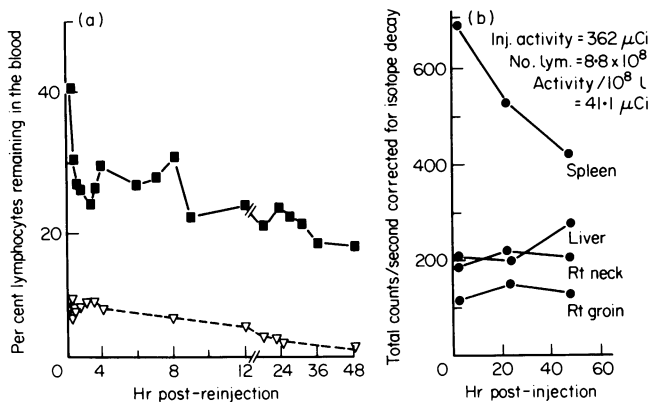 (a)
Per cent lymphocytes remaining in the blood
40
20
0
4
12
24
36
48
Hr post-reinjection
(b)
Inj. activity = 362 μCi
No. lym. = 8·8 x 10⁸
Activity/10⁸ l
= 41·1 μCi
Total counts/second corrected for isotope decay
600
400
200
0
20
40
60
Spleen
Liver
Rt neck
Rt groin
Hr post-injection